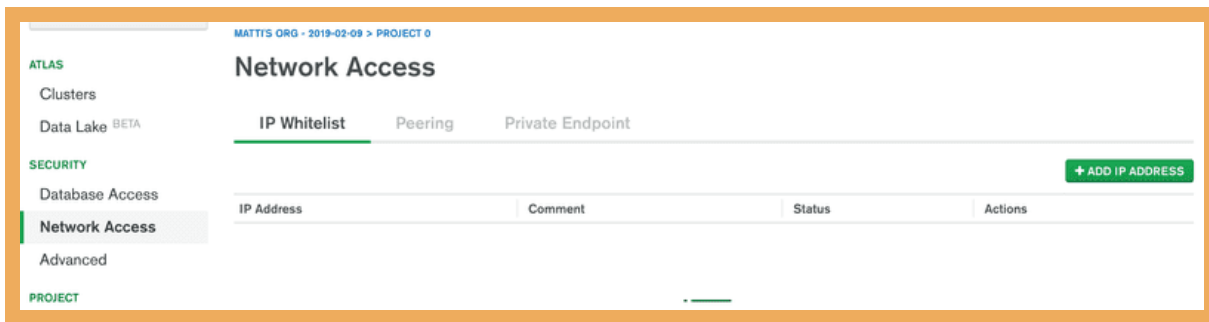 MATTI'S ORG - 2019-02-09 > PROJECT 0
ATLAS
Clusters
Data Lake BETA
SECURITY
Database Access
Network Access
Advanced
PROJECT
Network Access
IP Whitelist Peering Private Endpoint
+ ADD IP ADDRESS
IP Address Comment Status Actions